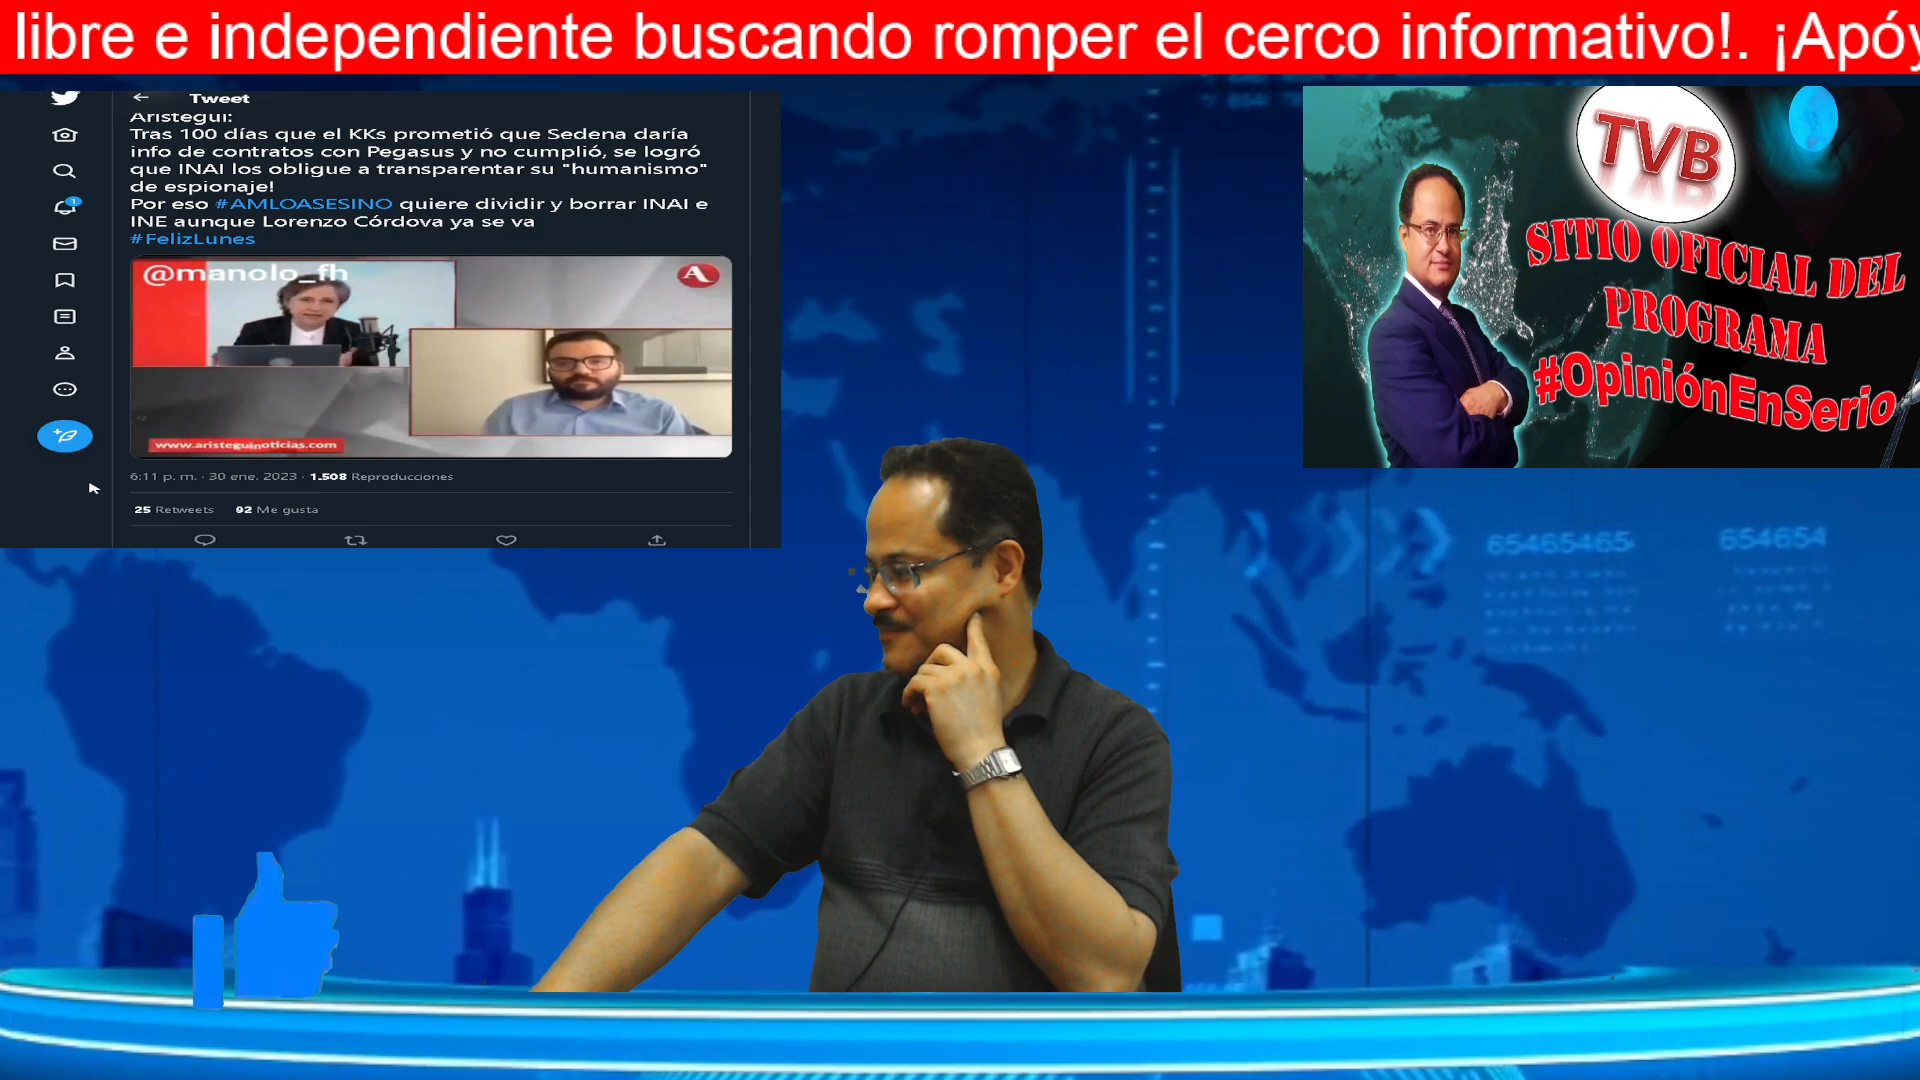 libre e independiente buscando romper el cerco informativo!. ¡Apóy
Tweet
Aristegui:
Tras 100 días que el KKs prometió que Sedena daría
info de contratos con Pegasus y no cumplió, se logró
que INAI los obligue a transparentar su "humanismo"
de espionaje!
Por eso #AMLOASESINO quiere dividir y borrar INAI e
INE aunque Lorenzo Córdova ya se va
#FelizLunes
@manolo_fh
A
www.aristeguinoticias.com
6:11 p. m. · 30 ene. 2023 · 1.508 Reproducciones
25 Retweets 92 Me gusta
1
TVB
SITIO OFICIAL DEL
PROGRAMA
#OpiniónEnSerio
65465465
654654